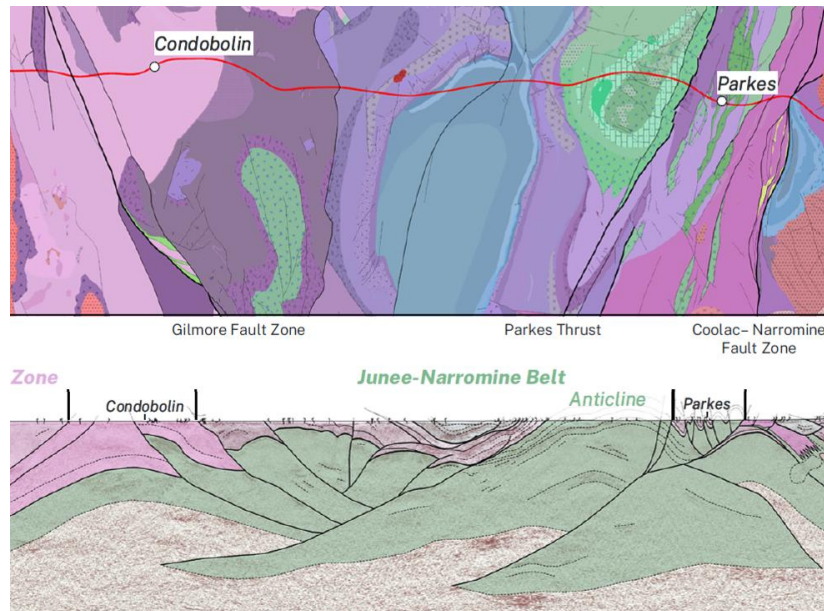 Condobolin
Parkes
Gilmore Fault Zone
Parkes Thrust
Coolac– Narromine
Fault Zone
Zone
Junee-Narromine Belt
Condobolin
Anticline
Parkes